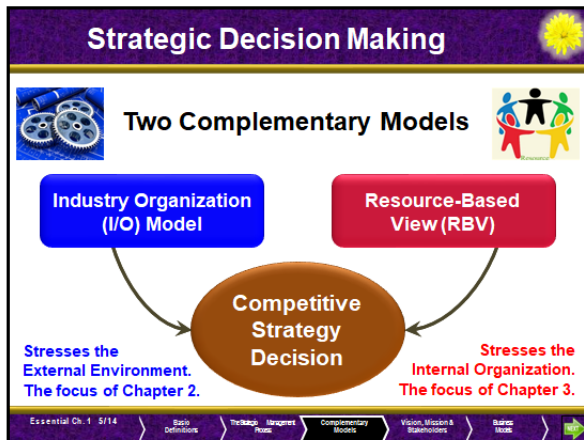 Strategic Decision Making
Two Complementary Models
Industry Organization
(I/O) Model
Resource-Based
View (RBV)
Competitive
Strategy
Decision
Stresses the
External Environment.
The focus of Chapter 2.
Stresses the
Internal Organization.
The focus of Chapter 3.
Essential Ch. 1 5/14
Basic
Definitions
The Strategic Management
Process
Complementary
Models
Vision, Mission &
Stakeholders
Business
Models
NEXT